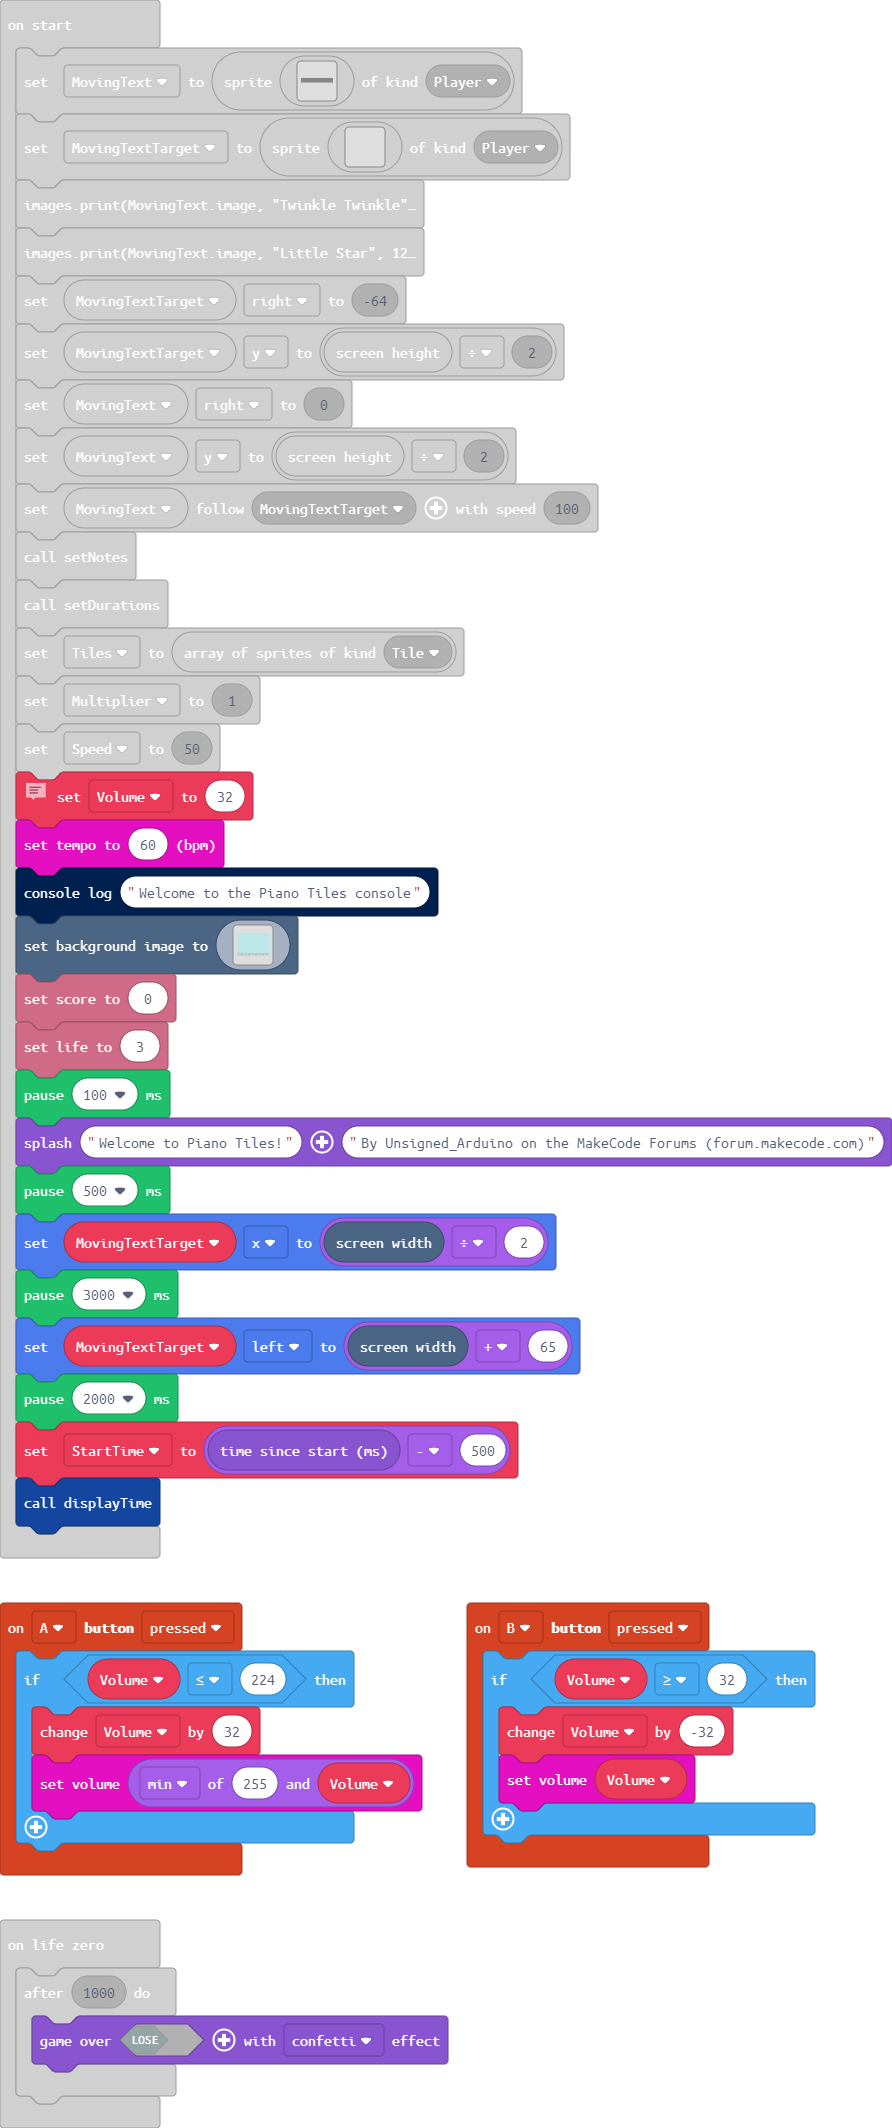 on start
set MovingText to sprite of kind Player
set MovingTextTarget to sprite of kind Player
images.print(MovingText.image, "Twinkle Twinkle"…
images.print(MovingText.image, "Little Star", 12…
set MovingTextTarget right to -64
set MovingTextTarget y to screen height ÷ 2
set MovingText right to 0
set MovingText y to screen height ÷ 2
set MovingText follow MovingTextTarget with speed 100
call setNotes
call setDurations
set Tiles to array of sprites of kind Tile
set Multiplier to 1
set Speed to 50
set Volume to 32
set tempo to 60 (bpm)
console log "Welcome to the Piano Tiles console"
set background image to
set score to 0
set life to 3
pause 100 ms
splash "Welcome to Piano Tiles!" "By Unsigned_Arduino on the MakeCode Forums (forum.makecode.com)"
pause 500 ms
set MovingTextTarget x to screen width ÷ 2
pause 3000 ms
set MovingTextTarget left to screen width + 65
pause 2000 ms
set StartTime to time since start (ms) - 500
call displayTime
on A button pressed
if Volume ≤ 224 then
change Volume by 32
set volume min of 255 and Volume
on B button pressed
if Volume ≥ 32 then
change Volume by -32
set volume Volume
on life zero
after 1000 do
game over LOSE with confetti effect